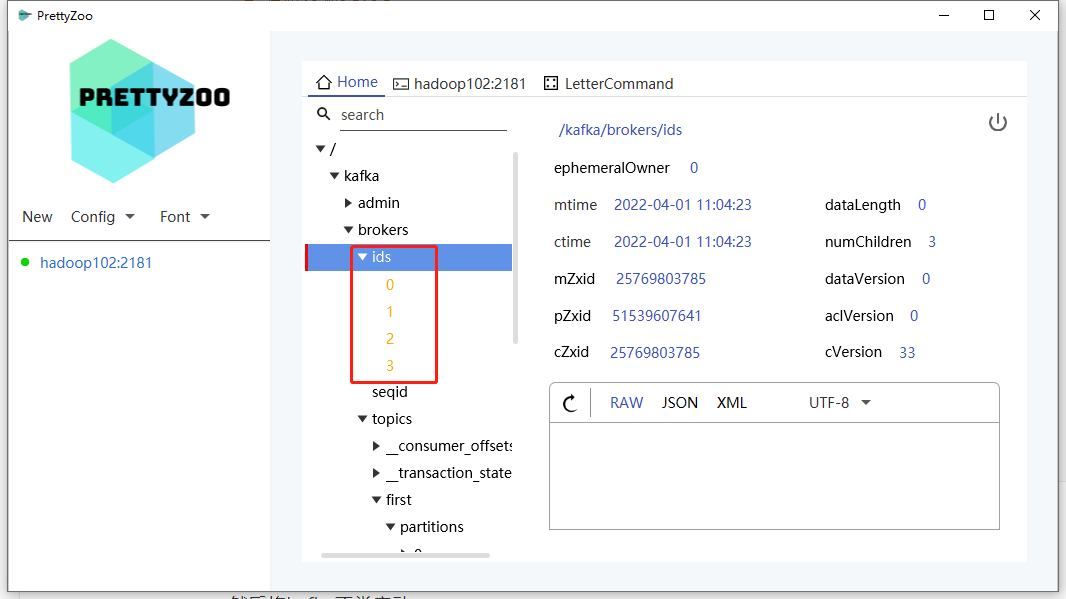 PrettyZoo
PRETTYZOO
New Config Font
hadoop102:2181
Home hadoop102:2181 LetterCommand
search
/
kafka
admin
brokers
ids
0
1
2
3
seqid
topics
__consumer_offsets
__transaction_state
first
partitions
/kafka/brokers/ids
ephemeralOwner 0
mtime 2022-04-01 11:04:23 dataLength 0
ctime 2022-04-01 11:04:23 numChildren 3
mZxid 25769803785 dataVersion 0
pZxid 51539607641 aclVersion 0
cZxid 25769803785 cVersion 33
RAW JSON XML UTF-8